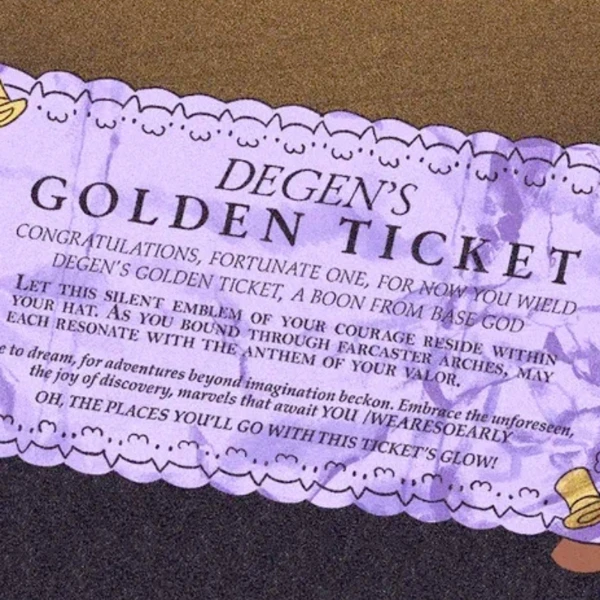 DEGEN'S
GOLDEN TICKET
CONGRATULATIONS, FORTUNATE ONE, FOR NOW YOU WIELD
DEGEN'S GOLDEN TICKET, A BOON FROM BASE GOD
LET THIS SILENT EMBLEM OF YOUR COURAGE RESIDE WITHIN
YOUR HAT. AS YOU BOUND THROUGH FARCASTER ARCHES, MAY
EACH RESONATE WITH THE ANTHEM OF YOUR VALOR.
to dream, for adventures beyond imagination beckon. Embrace the unforeseen,
the joy of discovery, marvels that await YOU /WEARESOEARLY
OH, THE PLACES YOU'LL GO WITH THIS TICKET'S GLOW!